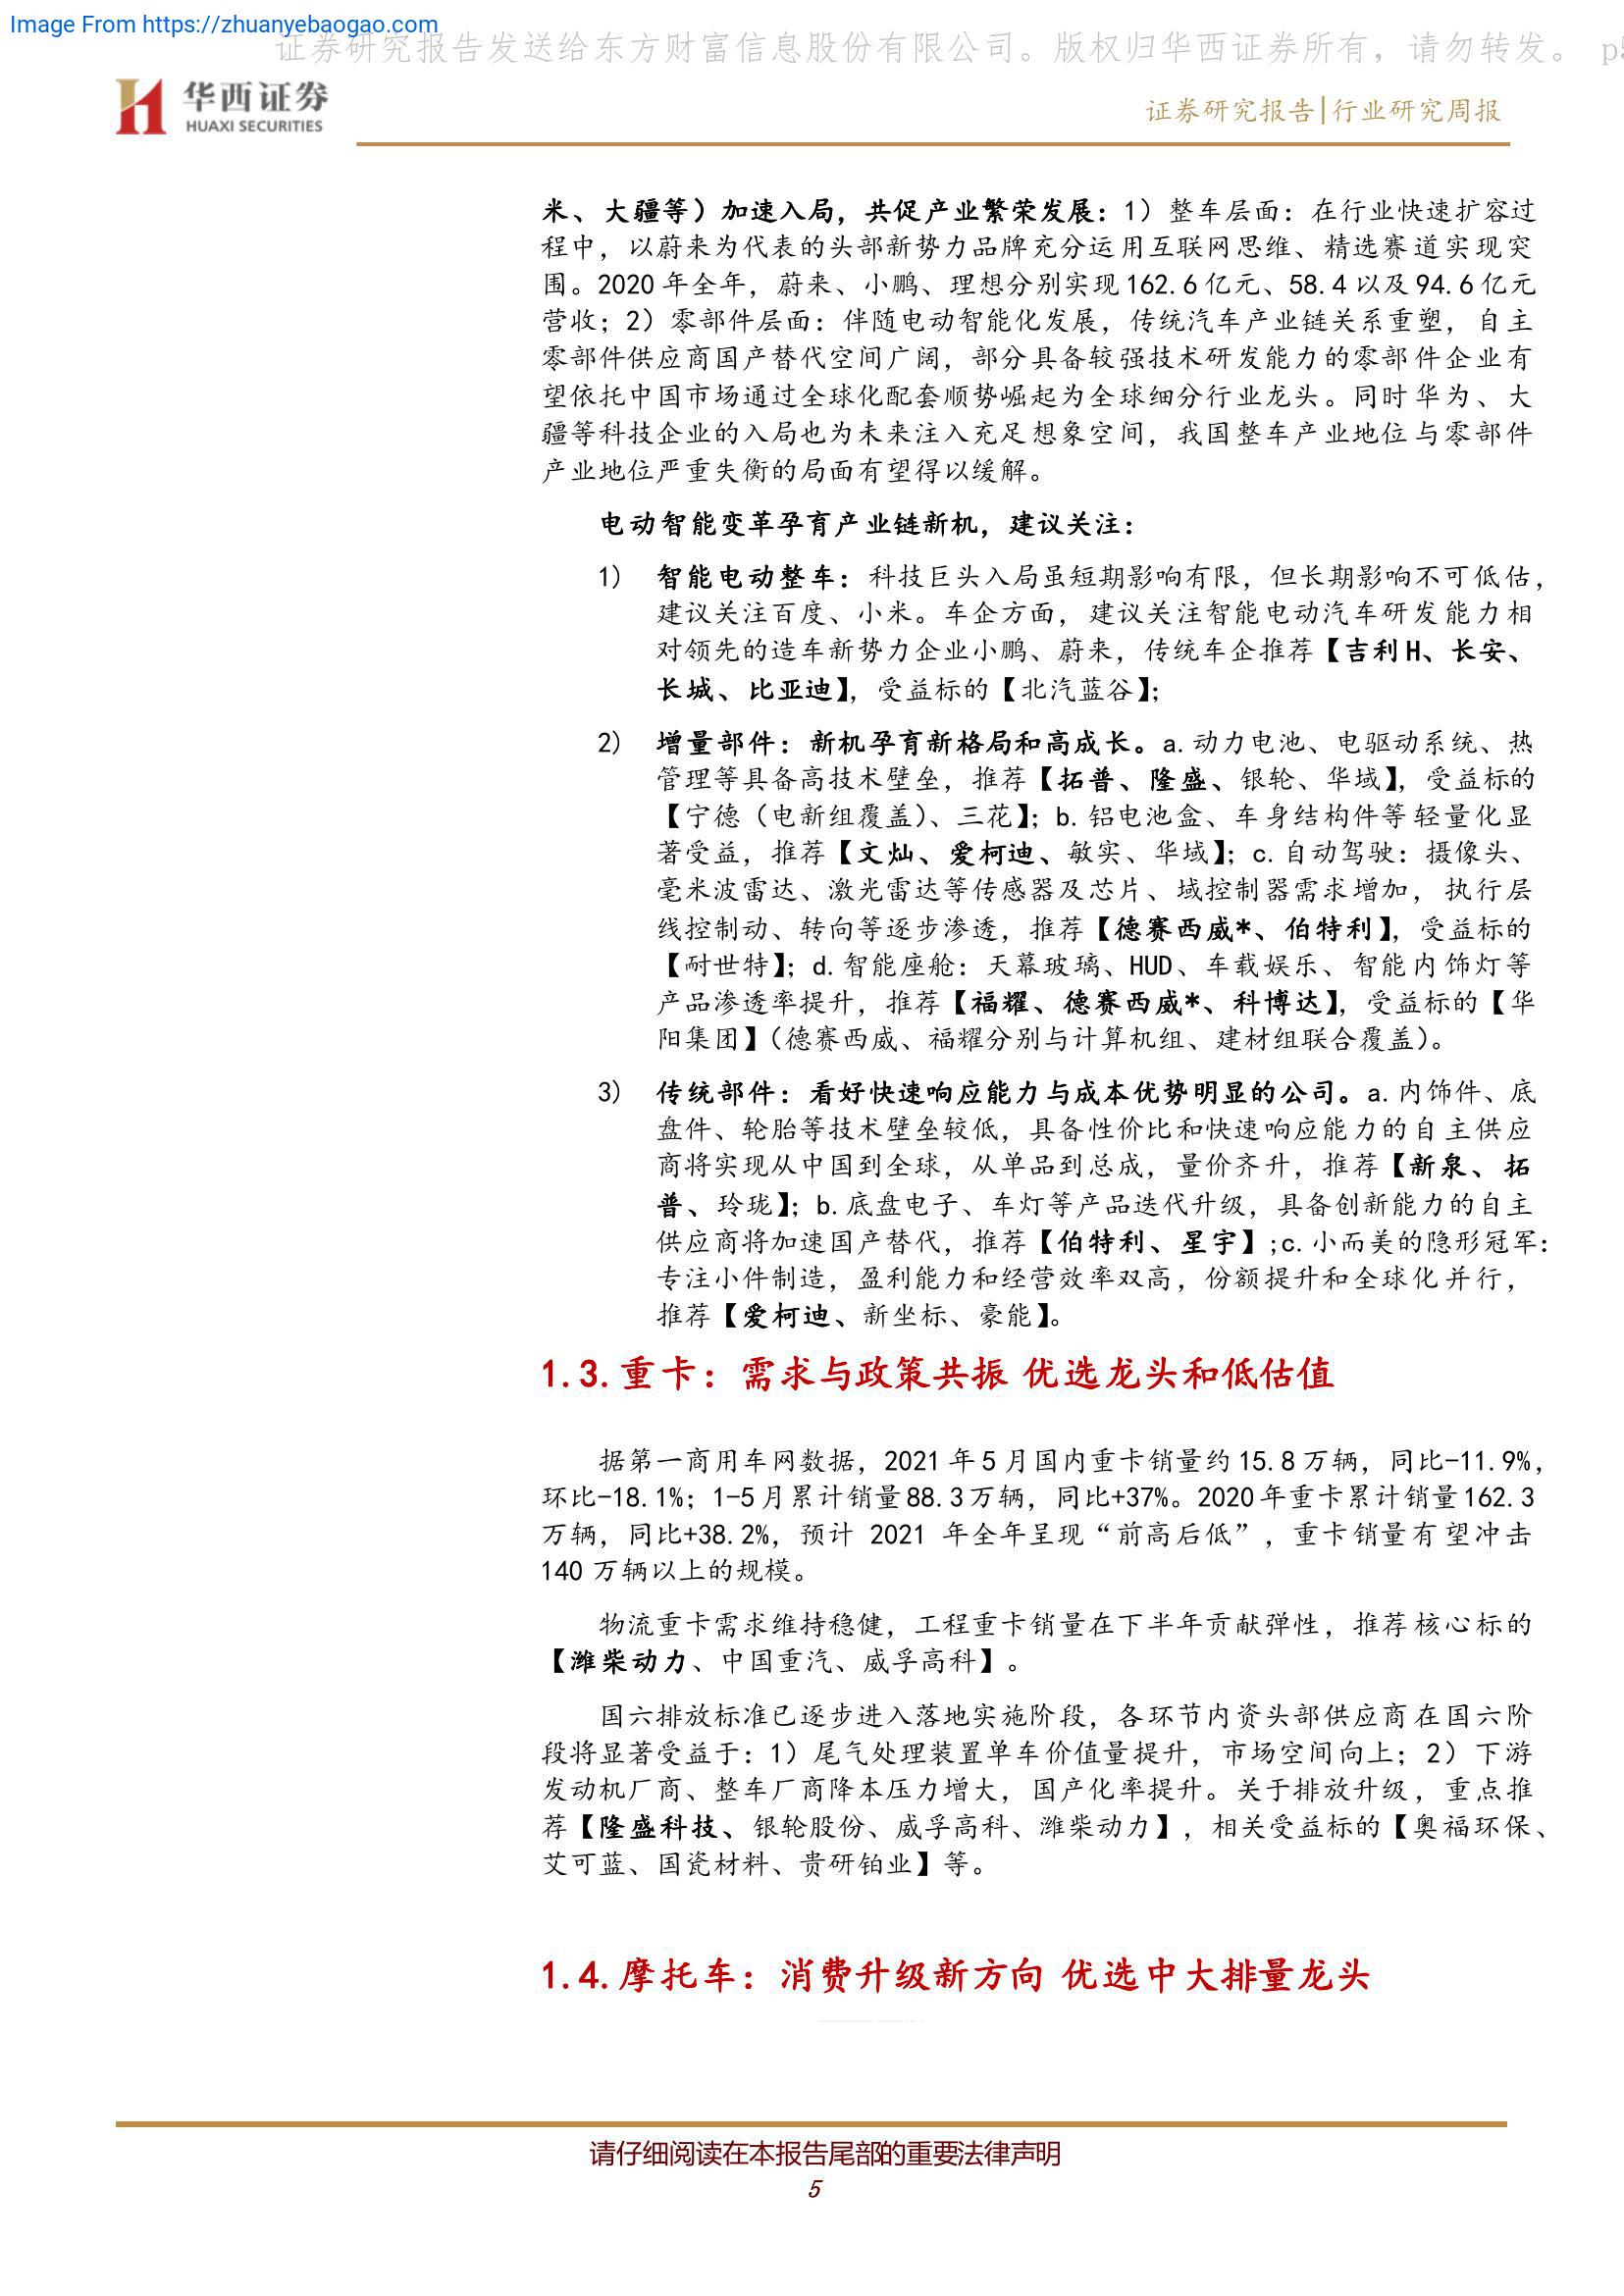 Image From https://zhuanyebaogao.com
证券研究报告发送给东方财富信息股份有限公司。版权归华西证券所有，请勿转发。 p5
华西证券
HUAXI SECURITIES
证券研究报告|行业研究周报
米、大疆等）加速入局，共促产业繁荣发展：1）整车层面：在行业快速扩容过
程中，以蔚来为代表的头部新势力品牌充分运用互联网思维、精选赛道实现突
围。2020 年全年，蔚来、小鹏、理想分别实现 162.6 亿元、58.4 以及 94.6 亿元
营收；2）零部件层面：伴随电动智能化发展，传统汽车产业链关系重塑，自主
零部件供应商国产替代空间广阔，部分具备较强技术研发能力的零部件企业有
望依托中国市场通过全球化配套顺势崛起为全球细分行业龙头。同时华为、大
疆等科技企业的入局也为未来注入充足想象空间，我国整车产业地位与零部件
产业地位严重失衡的局面有望得以缓解。
电动智能变革孕育产业链新机，建议关注：
1） 智能电动整车：科技巨头入局虽短期影响有限，但长期影响不可低估，
建议关注百度、小米。车企方面，建议关注智能电动汽车研发能力相
对领先的造车新势力企业小鹏、蔚来，传统车企推荐【吉利 H、长安、
长城、比亚迪】，受益标的【北汽蓝谷】；
2） 增量部件：新机孕育新格局和高成长。a.动力电池、电驱动系统、热
管理等具备高技术壁垒，推荐【拓普、隆盛、银轮、华域】，受益标的
【宁德（电新组覆盖）、三花】；b.铝电池盒、车身结构件等轻量化显
著受益，推荐【文灿、爱柯迪、敏实、华域】；c.自动驾驶：摄像头、
毫米波雷达、激光雷达等传感器及芯片、域控制器需求增加，执行层
线控制动、转向等逐步渗透，推荐【德赛西威*、伯特利】，受益标的
【耐世特】；d.智能座舱：天幕玻璃、HUD、车载娱乐、智能内饰灯等
产品渗透率提升，推荐【福耀、德赛西威*、科博达】，受益标的【华
阳集团】（德赛西威、福耀分别与计算机组、建材组联合覆盖）。
3） 传统部件：看好快速响应能力与成本优势明显的公司。a.内饰件、底
盘件、轮胎等技术壁垒较低，具备性价比和快速响应能力的自主供应
商将实现从中国到全球，从单品到总成，量价齐升，推荐【新泉、拓
普、玲珑】；b.底盘电子、车灯等产品迭代升级，具备创新能力的自主
供应商将加速国产替代，推荐【伯特利、星宇】;c.小而美的隐形冠军：
专注小件制造，盈利能力和经营效率双高，份额提升和全球化并行，
推荐【爱柯迪、新坐标、豪能】。
1.3.重卡：需求与政策共振 优选龙头和低估值
据第一商用车网数据，2021 年 5 月国内重卡销量约 15.8 万辆，同比-11.9%，
环比-18.1%；1-5 月累计销量 88.3 万辆，同比+37%。2020 年重卡累计销量 162.3
万辆，同比+38.2%，预计 2021 年全年呈现“前高后低”，重卡销量有望冲击
140 万辆以上的规模。
物流重卡需求维持稳健，工程重卡销量在下半年贡献弹性，推荐核心标的
【潍柴动力、中国重汽、威孚高科】。
国六排放标准已逐步进入落地实施阶段，各环节内资头部供应商在国六阶
段将显著受益于：1）尾气处理装置单车价值量提升，市场空间向上；2）下游
发动机厂商、整车厂商降本压力增大，国产化率提升。关于排放升级，重点推
荐【隆盛科技、银轮股份、威孚高科、潍柴动力】，相关受益标的【奥福环保、
艾可蓝、国瓷材料、贵研铂业】等。
1.4.摩托车：消费升级新方向 优选中大排量龙头
请仔细阅读在本报告尾部的重要法律声明
5